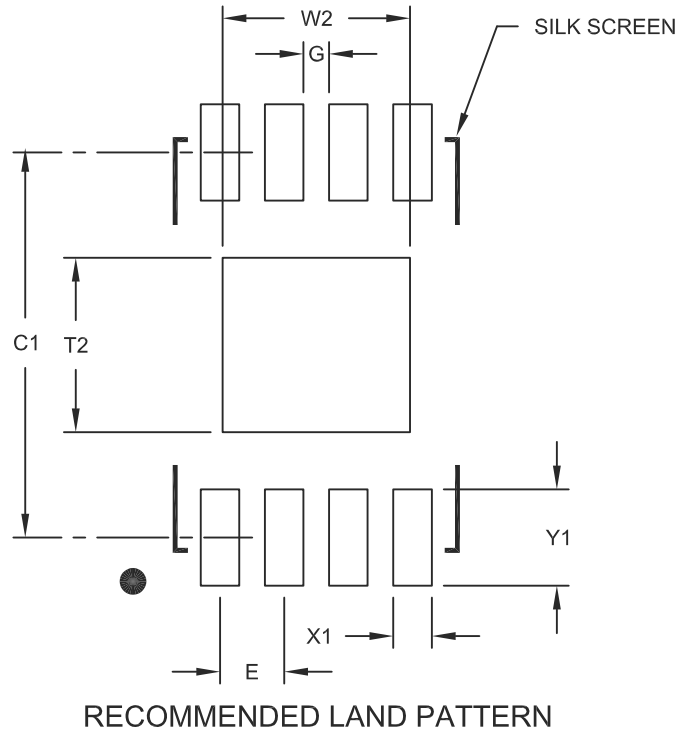 W2
SILK SCREEN
G
C1
T2
Y1
X1
E
RECOMMENDED LAND PATTERN